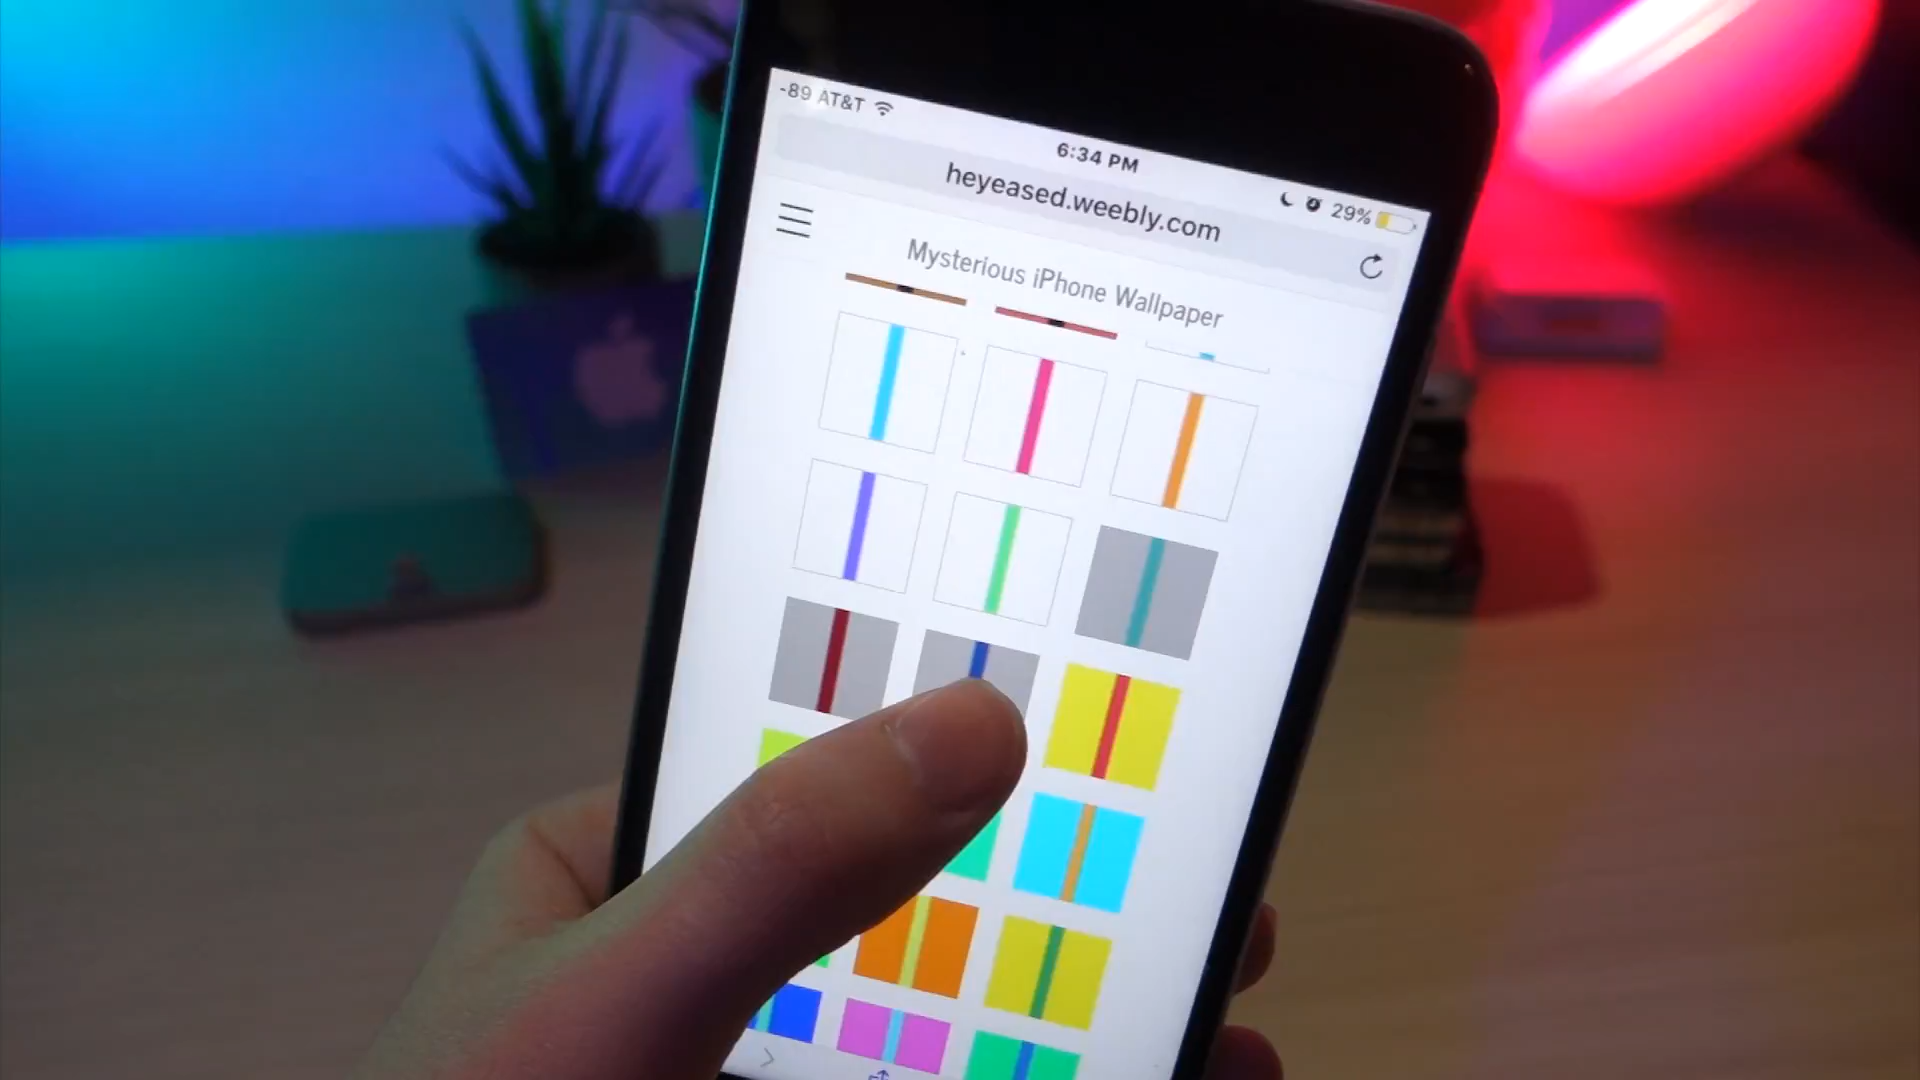 -89 AT&T
6:34 PM
29%
heyeased.weebly.com
Mysterious iPhone Wallpaper